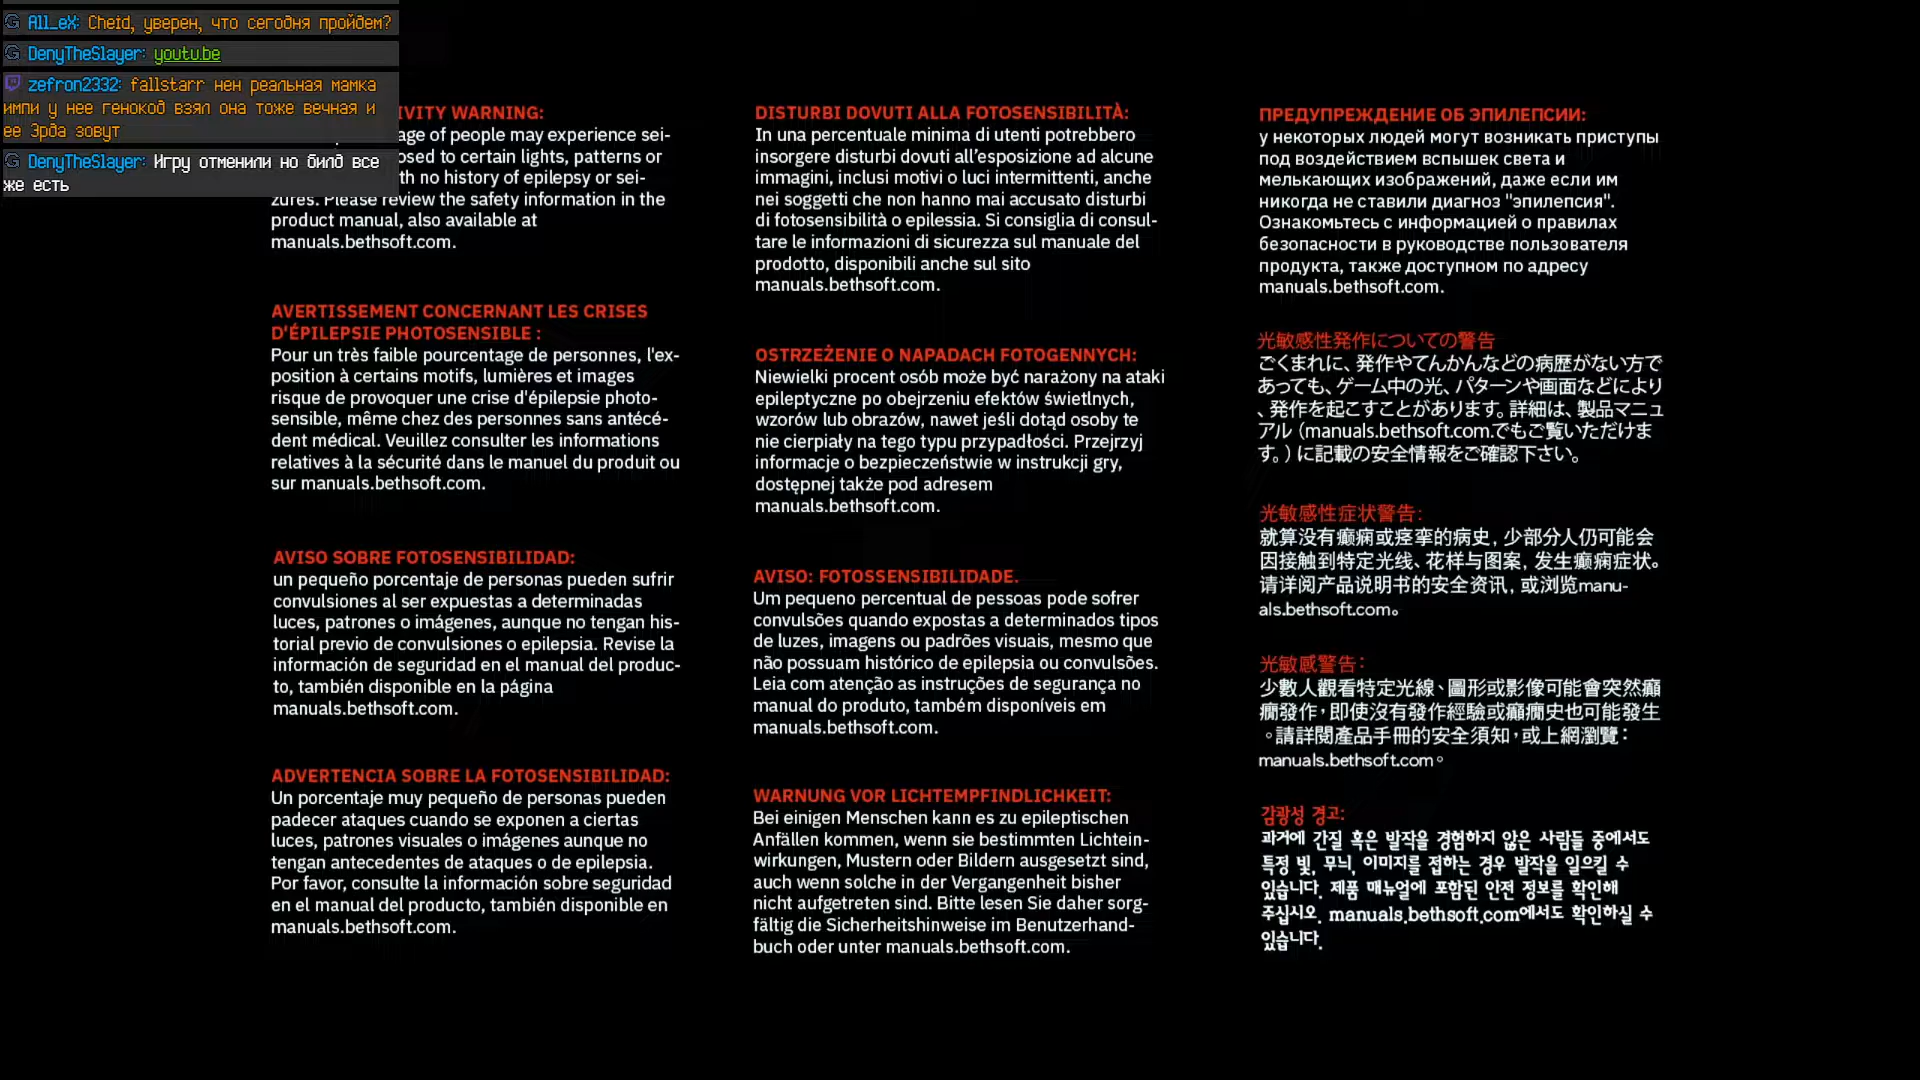 All_eX: Cheid, уверен, что сегодня пройдем?
DenyTheSlayer: youtu.be
zefron2332: fallstarr нен реальная мамка
импи у нее генокод взял она тоже вечная и
ее Эрда зовут
DenyTheSlayer: Игру отменили но билд все
же есть
IVITY WARNING:
age of people may experience sei-
osed to certain lights, patterns or
th no history of epilepsy or sei-
zures. Please review the safety information in the
product manual, also available at
manuals.bethsoft.com.
AVERTISSEMENT CONCERNANT LES CRISES
D'ÉPILEPSIE PHOTOSENSIBLE :
Pour un très faible pourcentage de personnes, l'ex-
position à certains motifs, lumières et images
risque de provoquer une crise d'épilepsie photo-
sensible, même chez des personnes sans antécé-
dent médical. Veuillez consulter les informations
relatives à la sécurité dans le manuel du produit ou
sur manuals.bethsoft.com.
AVISO SOBRE FOTOSENSIBILIDAD:
un pequeño porcentaje de personas pueden sufrir
convulsiones al ser expuestas a determinadas
luces, patrones o imágenes, aunque no tengan his-
torial previo de convulsiones o epilepsia. Revise la
información de seguridad en el manual del produc-
to, también disponible en la página
manuals.bethsoft.com.
ADVERTENCIA SOBRE LA FOTOSENSIBILIDAD:
Un porcentaje muy pequeño de personas pueden
padecer ataques cuando se exponen a ciertas
luces, patrones visuales o imágenes aunque no
tengan antecedentes de ataques o de epilepsia.
Por favor, consulte la información sobre seguridad
en el manual del producto, también disponible en
manuals.bethsoft.com.
DISTURBI DOVUTI ALLA FOTOSENSIBILITÀ:
In una percentuale minima di utenti potrebbero
insorgere disturbi dovuti all'esposizione ad alcune
immagini, inclusi motivi o luci intermittenti, anche
nei soggetti che non hanno mai accusato disturbi
di fotosensibilità o epilessia. Si consiglia di consul-
tare le informazioni di sicurezza sul manuale del
prodotto, disponibili anche sul sito
manuals.bethsoft.com.
OSTRZEŻENIE O NAPADACH FOTOGENNYCH:
Niewielki procent osób może być narażony na ataki
epileptyczne po obejrzeniu efektów świetlnych,
wzorów lub obrazów, nawet jeśli dotąd osoby te
nie cierpiały na tego typu przypadłości. Przejrzyj
informacje o bezpieczeństwie w instrukcji gry,
dostępnej także pod adresem
manuals.bethsoft.com.
AVISO: FOTOSSENSIBILIDADE.
Um pequeno percentual de pessoas pode sofrer
convulsões quando expostas a determinados tipos
de luzes, imagens ou padrões visuais, mesmo que
não possuam histórico de epilepsia ou convulsões.
Leia com atenção as instruções de segurança no
manual do produto, também disponíveis em
manuals.bethsoft.com.
WARNUNG VOR LICHTEMPFINDLICHKEIT:
Bei einigen Menschen kann es zu epileptischen
Anfällen kommen, wenn sie bestimmten Lichtein-
wirkungen, Mustern oder Bildern ausgesetzt sind,
auch wenn solche in der Vergangenheit bisher
nicht aufgetreten sind. Bitte lesen Sie daher sorg-
fältig die Sicherheitshinweise im Benutzerhand-
buch oder unter manuals.bethsoft.com.
ПРЕДУПРЕЖДЕНИЕ ОБ ЭПИЛЕПСИИ:
у некоторых людей могут возникать приступы
под воздействием вспышек света и
мелькающих изображений, даже если им
никогда не ставили диагноз "эпилепсия".
Ознакомьтесь с информацией о правилах
безопасности в руководстве пользователя
продукта, также доступном по адресу
manuals.bethsoft.com.
光敏感性発作についての警告
ごくまれに、発作やてんかんなどの病歴がない方で
あっても、ゲーム中の光、パターンや画面などにより
、発作を起こすことがあります。詳細は、製品マニュ
アル（manuals.bethsoft.com.でもご覧いただけま
す。）に記載の安全情報をご確認下さい。
光敏感性症状警告:
就算没有癫痫或痉挛的病史，少部分人仍可能会
因接触到特定光线、花样与图案，发生癫痫症状。
请详阅产品说明书的安全资讯，或浏览manu-
als.bethsoft.com。
光敏感警告：
少數人觀看特定光線、圖形或影像可能會突然癲
癇發作，即使沒有發作經驗或癲癇史也可能發生
。請詳閱產品手冊的安全須知，或上網瀏覽：
manuals.bethsoft.com。
감광성 경고:
과거에 간질 혹은 발작을 경험하지 않은 사람들 중에서도
특정 빛, 무늬, 이미지를 접하는 경우 발작을 일으킬 수
있습니다. 제품 매뉴얼에 포함된 안전 정보를 확인해
주십시오. manuals.bethsoft.com에서도 확인하실 수
있습니다.